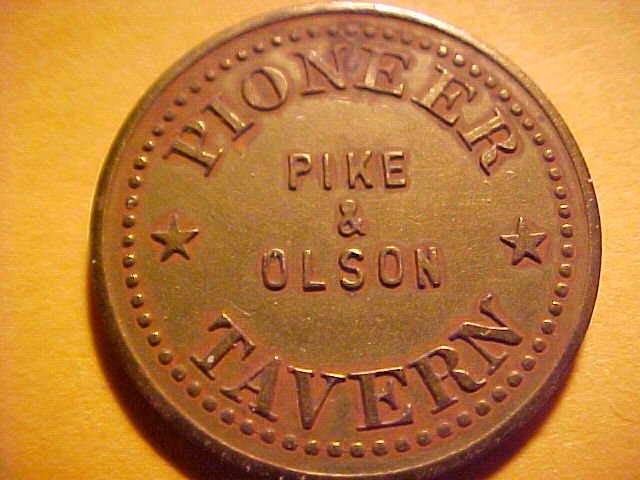 PIONEER
PIKE
&
OLSON
TAVERN